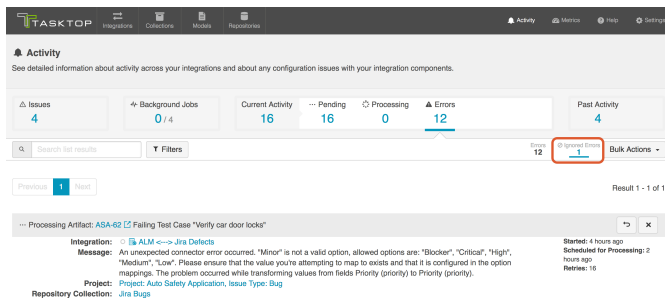 TASKTOP
Integrations Collections Models Repositories Activity Metrics Help Settings
Activity
See detailed information about activity across your integrations and about any configuration issues with your integration components.
Issues Background Jobs Current Activity Pending Processing Errors Past Activity
4 0 / 4 16 16 0 12 4
Search list results Filters Errors 12 Ignored Errors 1 Bulk Actions
Previous 1 Next Result 1 - 1 of 1
Processing Artifact: ASA-62 Failing Test Case "Verify car door locks"
Integration: ALM <---> Jira Defects
Message: An unexpected connector error occurred. "Minor" is not a valid option, allowed options are: "Blocker", "Critical", "High",
"Medium", "Low". Please ensure that the value you're attempting to map to exists and that it is configured in the option
mappings. The problem occurred while transforming values from fields Priority (priority) to Priority (priority).
Project: Project: Auto Safety Application, Issue Type: Bug
Repository Collection: Jira Bugs
Started: 4 hours ago
Scheduled for Processing: 2
hours ago
Retries: 16